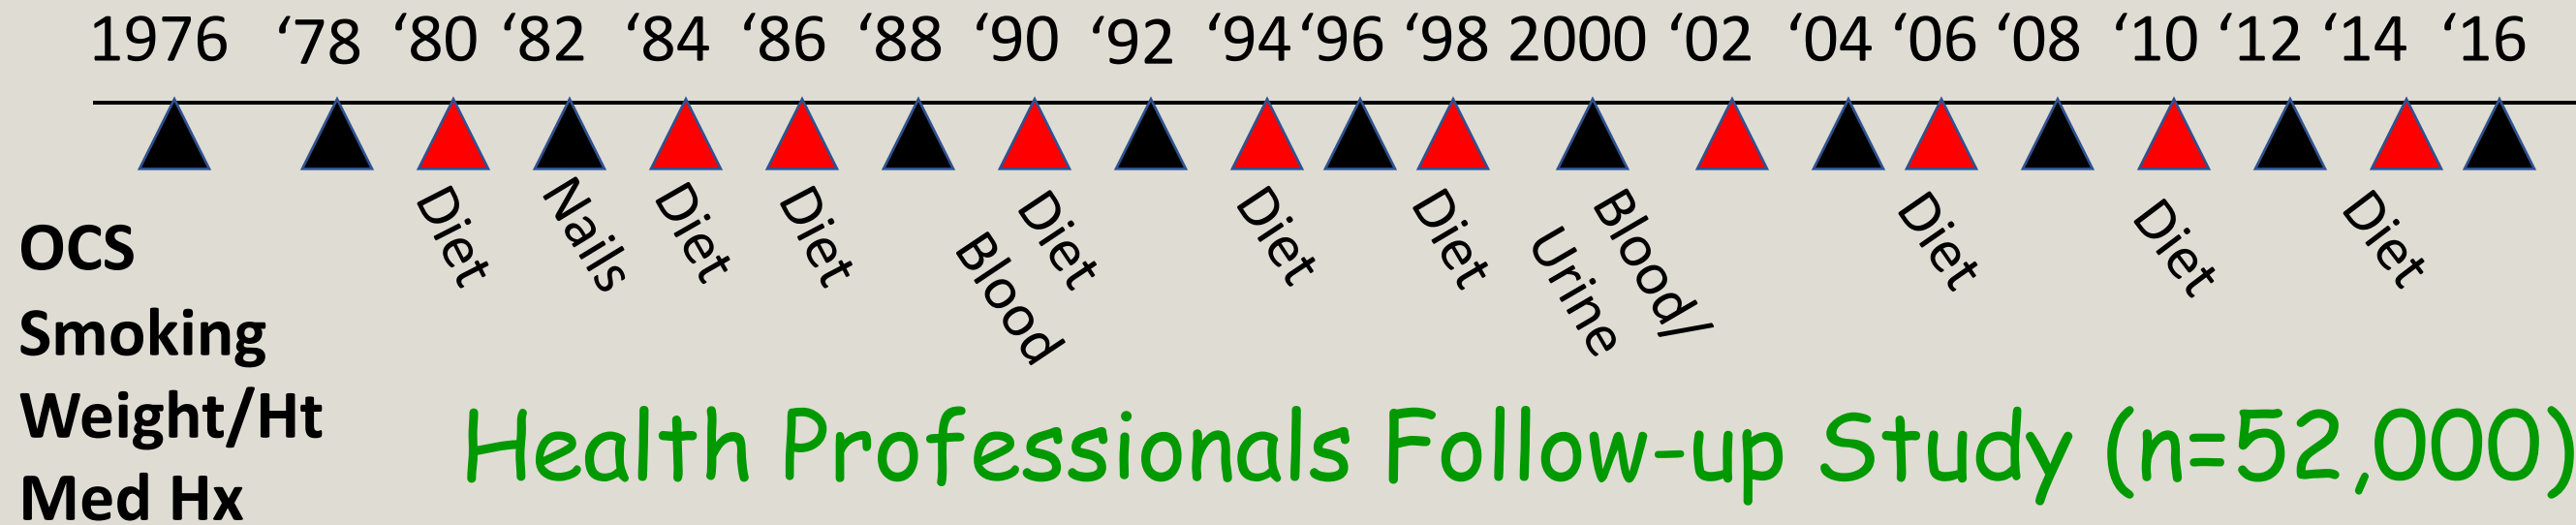 1976 ‘78 ‘80 ‘82 ‘84 ‘86 ‘88 ‘90 ‘92 ‘94 ‘96 ‘98 2000 ‘02 ‘04 ‘06 ‘08 ‘10 ‘12 ‘14 ‘16
Diet
Nails
Diet
Diet
Blood
Diet
Diet
Diet
Urine
Blood/
Diet
Diet
Diet
OCS
Smoking
Weight/Ht
Med Hx
Health Professionals Follow-up Study (n=52,000)